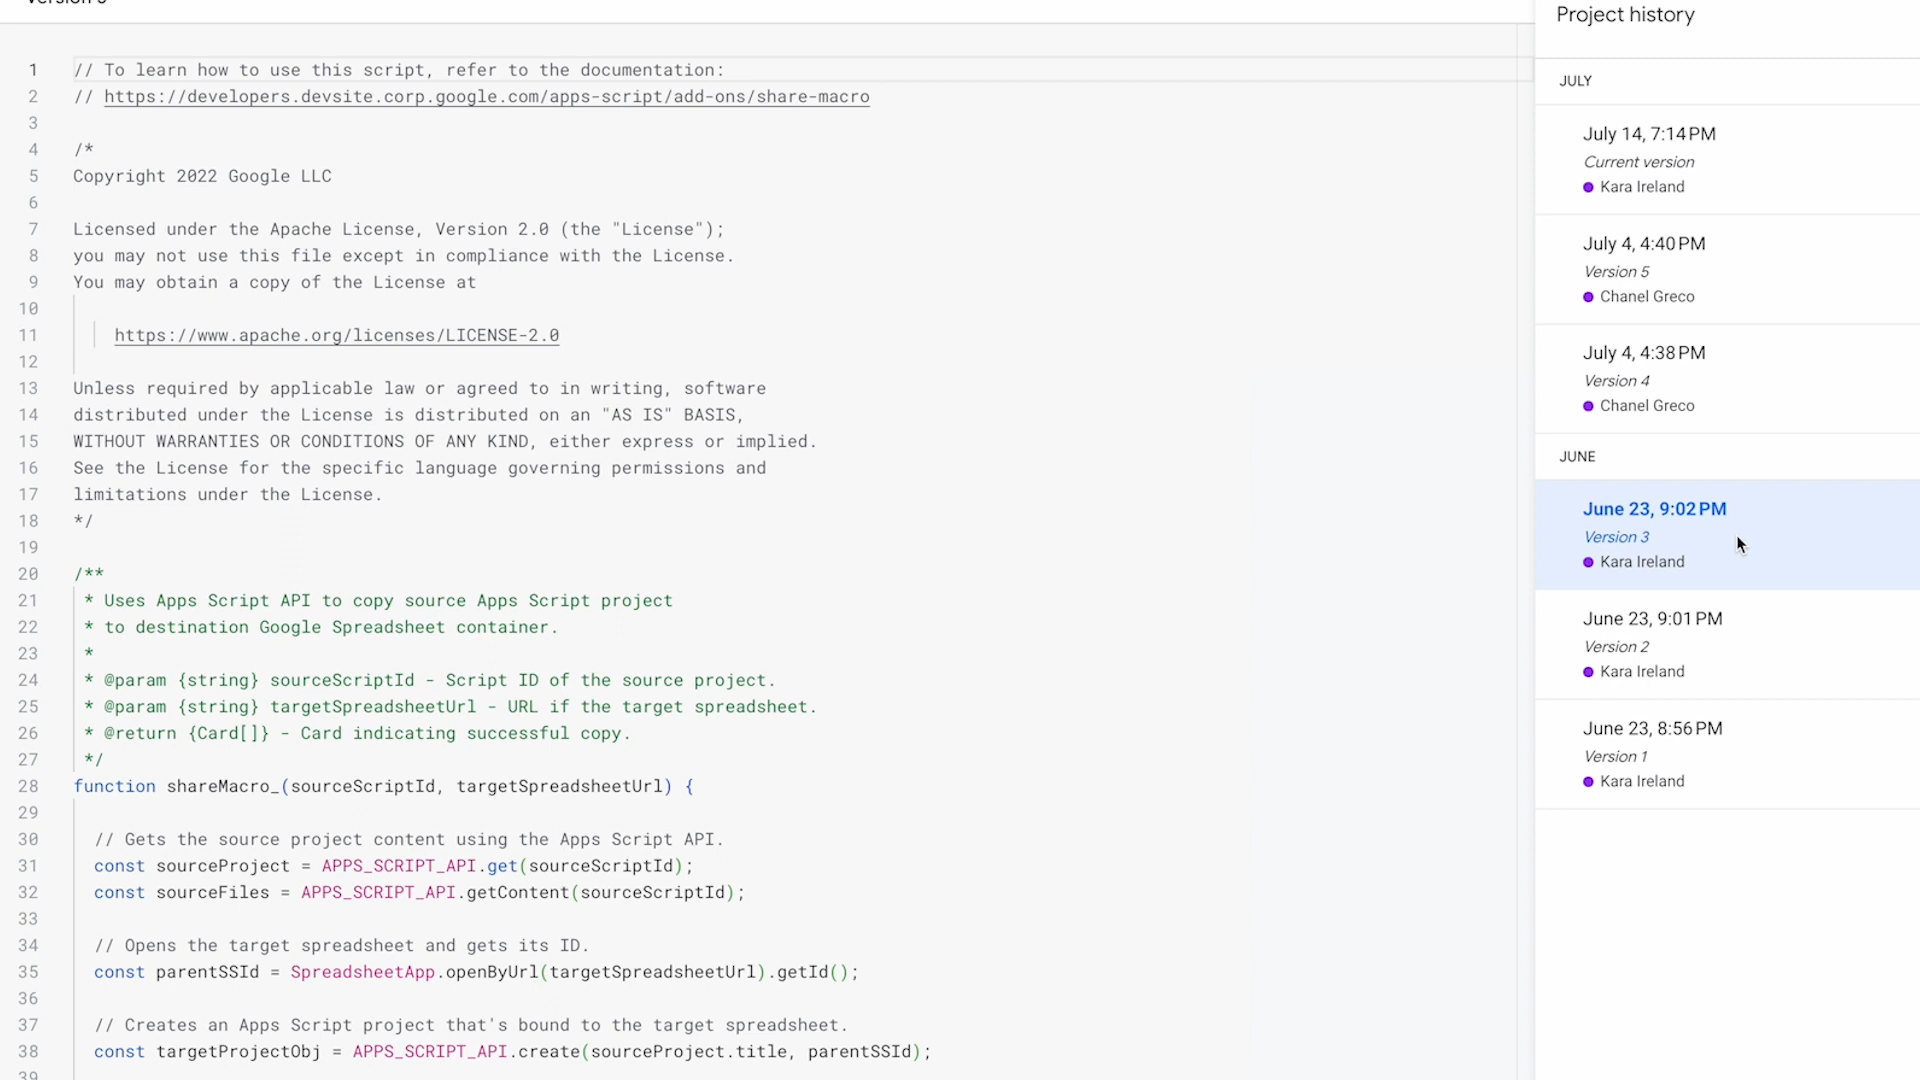 Project history
1 // To learn how to use this script, refer to the documentation:
2 // https://developers.devsite.corp.google.com/apps-script/add-ons/share-macro
3
4 /*
5 Copyright 2022 Google LLC
6
7 Licensed under the Apache License, Version 2.0 (the "License");
8 you may not use this file except in compliance with the License.
9 You may obtain a copy of the License at
10
11 https://www.apache.org/licenses/LICENSE-2.0
12
13 Unless required by applicable law or agreed to in writing, software
14 distributed under the License is distributed on an "AS IS" BASIS,
15 WITHOUT WARRANTIES OR CONDITIONS OF ANY KIND, either express or implied.
16 See the License for the specific language governing permissions and
17 limitations under the License.
18 */
19
20 /**
21 * Uses Apps Script API to copy source Apps Script project
22 * to destination Google Spreadsheet container.
23 *
24 * @param {string} sourceScriptId - Script ID of the source project.
25 * @param {string} targetSpreadsheetUrl - URL if the target spreadsheet.
26 * @return {Card[]} - Card indicating successful copy.
27 */
28 function shareMacro_(sourceScriptId, targetSpreadsheetUrl) {
29
30 // Gets the source project content using the Apps Script API.
31 const sourceProject = APPS_SCRIPT_API.get(sourceScriptId);
32 const sourceFiles = APPS_SCRIPT_API.getContent(sourceScriptId);
33
34 // Opens the target spreadsheet and gets its ID.
35 const parentSSId = SpreadsheetApp.openByUrl(targetSpreadsheetUrl).getId();
36
37 // Creates an Apps Script project that's bound to the target spreadsheet.
38 const targetProjectObj = APPS_SCRIPT_API.create(sourceProject.title, parentSSId);
39
JULY
July 14, 7:14 PM
Current version
Kara Ireland
July 4, 4:40 PM
Version 5
Chanel Greco
July 4, 4:38 PM
Version 4
Chanel Greco
JUNE
June 23, 9:02 PM
Version 3
Kara Ireland
June 23, 9:01 PM
Version 2
Kara Ireland
June 23, 8:56 PM
Version 1
Kara Ireland